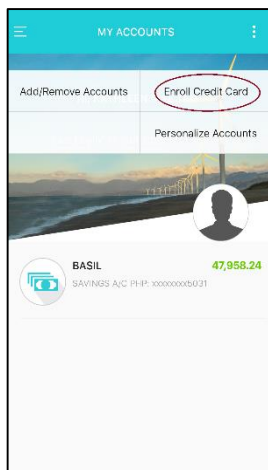 MY ACCOUNTS
Add/Remove Accounts
Enroll Credit Card
Personalize Accounts
BASIL
47,958.24
SAVINGS A/C PHP: xxxxxxxx5031